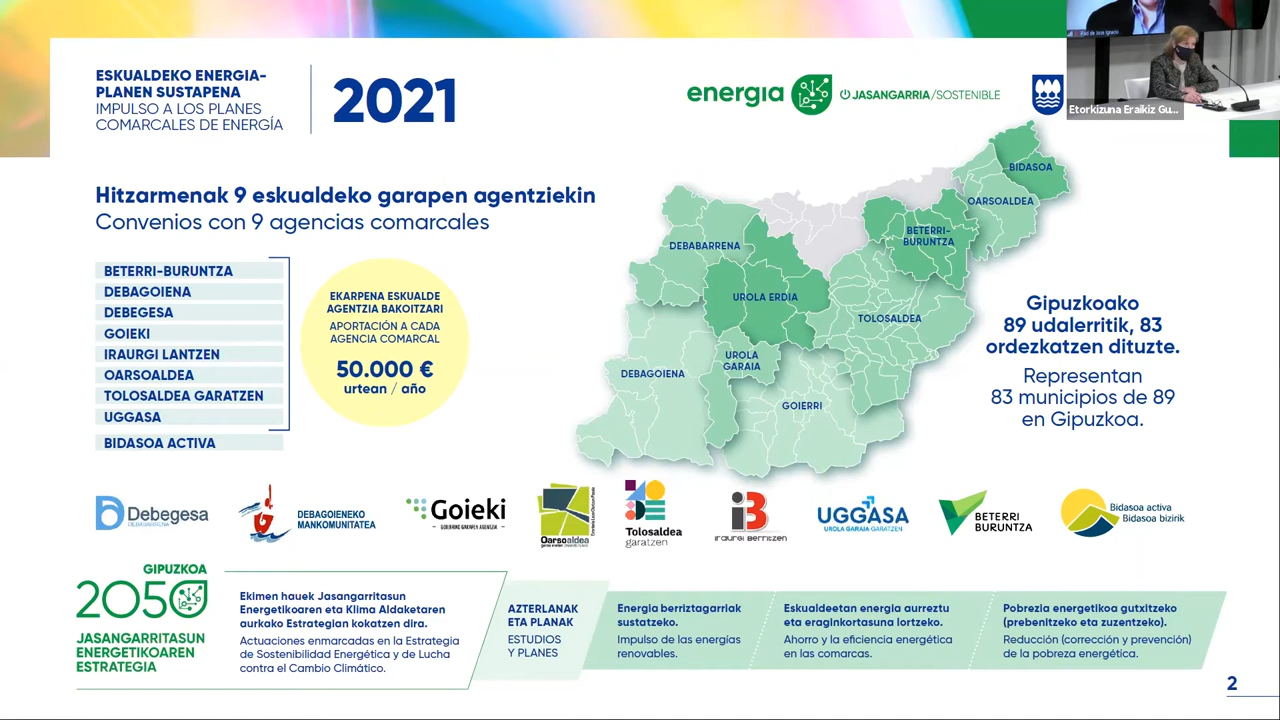 ESKUALDEKO ENERGIA-
PLANEN SUSTAPENA
IMPULSO A LOS PLANES
COMARCALES DE ENERGÍA
2021
energia
JASANGARRIA/SOSTENIBLE
Etorkizuna Eraikiz Gu...
Hitzarmenak 9 eskualdeko garapen agentziekin
Convenios con 9 agencias comarcales
BETERRI-BURUNTZA
DEBAGOIENA
DEBEGESA
GOIEKI
IRAURGI LANTZEN
OARSOALDEA
TOLOSALDEA GARATZEN
UGGASA
BIDASOA ACTIVA
EKARPENA ESKUALDE
AGENTZIA BAKOITZARI
APORTACIÓN A CADA
AGENCIA COMARCAL
50.000 €
urtean / año
BIDASOA
OARSOALDEA
BETERRI-
BURUNTZA
DEBABARRENA
UROLA ERDIA
TOLOSALDEA
UROLA
GARAIA
DEBAGOIENA
GOIERRI
Gipuzkoako
89 udalerritik, 83
ordezkatzen dituzte.
Representan
83 municipios de 89
en Gipuzkoa.
Debegesa
DEBAGOIENEKO
MANKOMUNITATEA
Goieki
Oarsoaldea
Tolosaldea
garatzen
iB
iraurgi berritzen
UGGASA
UROLA GARAIA GARATZEN
BETERRI
BURUNTZA
Bidasoa activa
Bidasoa bizirik
GIPUZKOA
2050
JASANGARRITASUN
ENERGETIKOAREN
ESTRATEGIA
Ekimen hauek Jasangarritasun
Energetikoaren eta Klima Aldaketaren
aurkako Estrategian kokatzen dira.
Actuaciones enmarcadas en la Estrategia
de Sostenibilidad Energética y de Lucha
contra el Cambio Climático.
AZTERLANAK
ETA PLANAK
ESTUDIOS
Y PLANES
Energia berriztagarriak
sustatzeko.
Impulso de las energías
renovables.
Eskualdeetan energia aurreztu
eta eraginkortasuna lortzeko.
Ahorro y la eficiencia energética
en las comarcas.
Pobrezia energetikoa gutxitzeko
(prebenitzeko eta zuzentzeko).
Reducción (corrección y prevención)
de la pobreza energética.
2